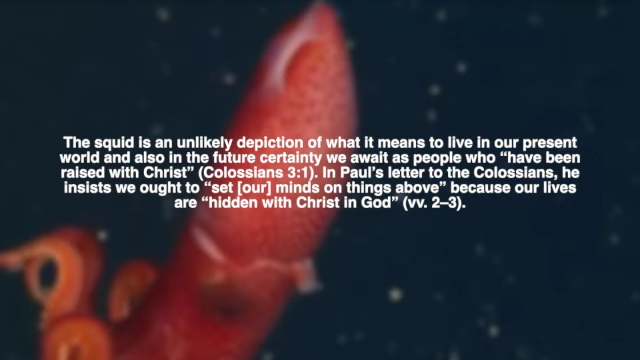 The squid is an unlikely depiction of what it means to live in our present
world and also in the future certainty we await as people who “have been
raised with Christ” (Colossians 3:1). In Paul’s letter to the Colossians, he
insists we ought to “set [our] minds on things above” because our lives
are “hidden with Christ in God” (vv. 2–3).